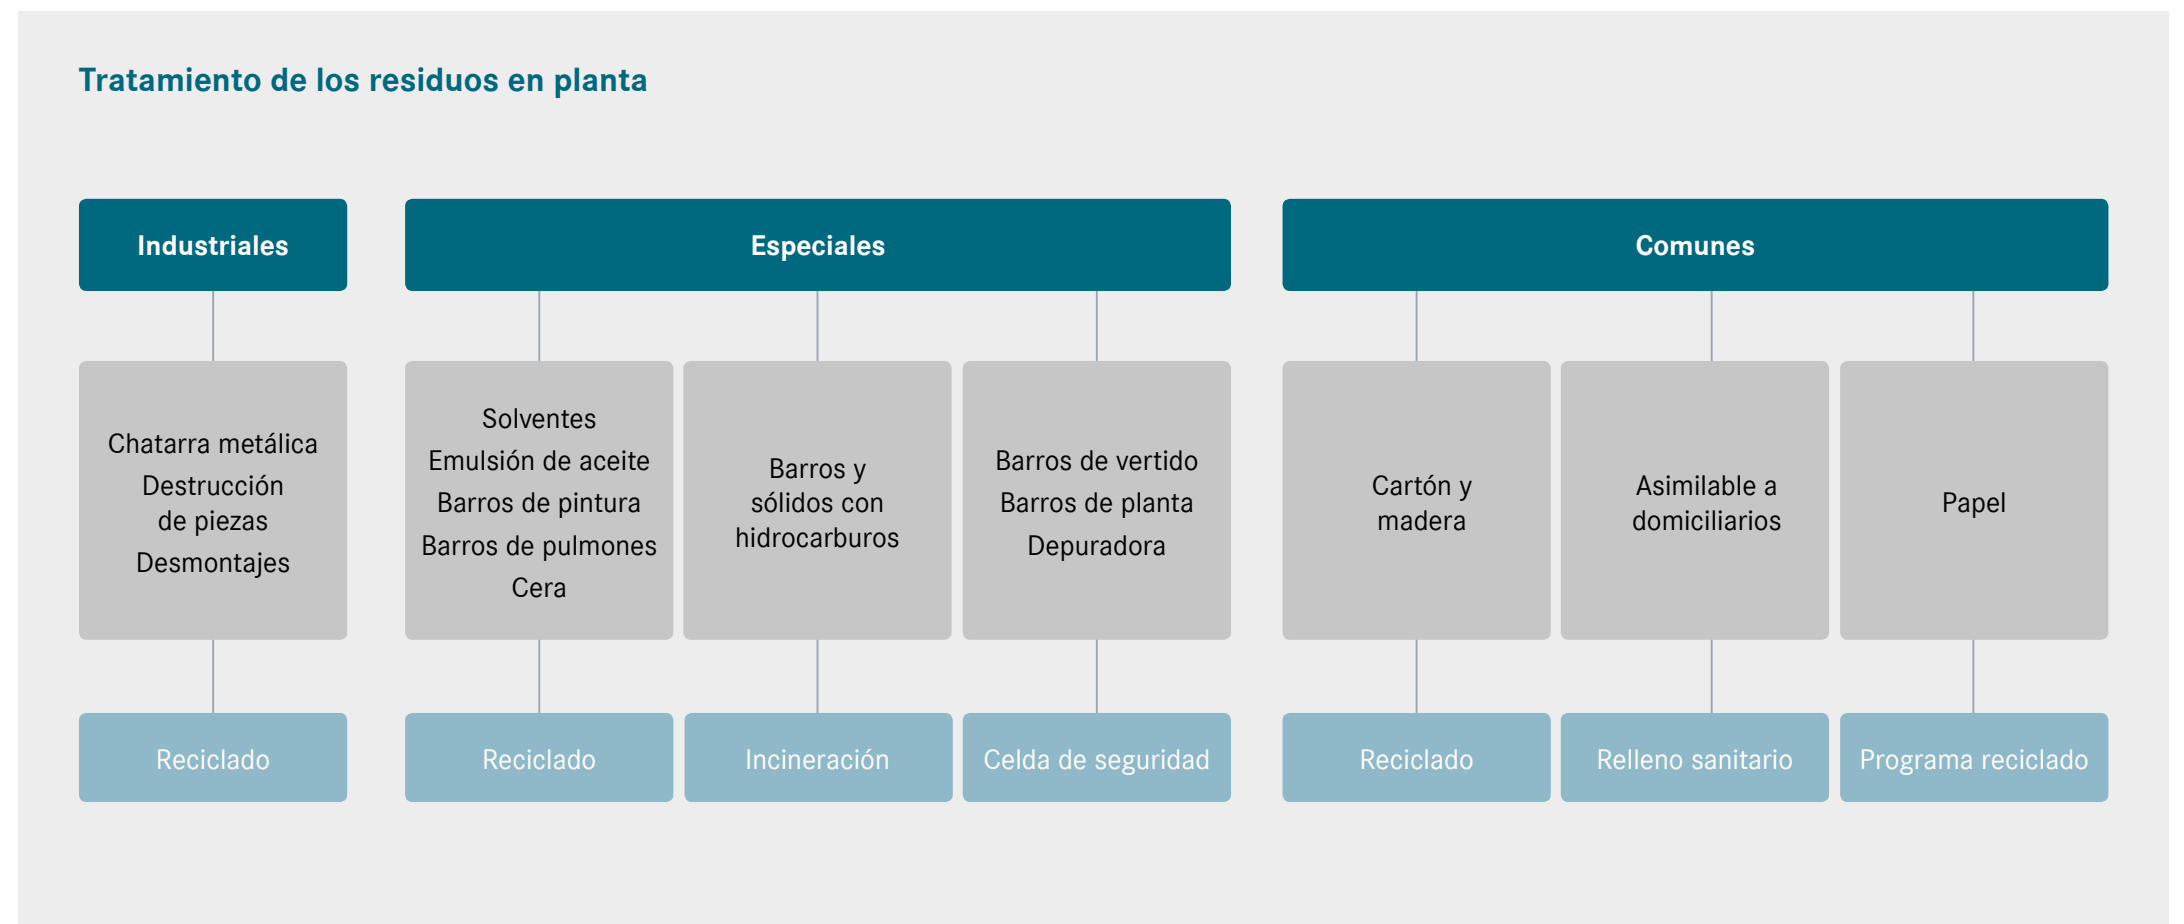 Tratamiento de los residuos en planta
Industriales
Especiales
Comunes
Chatarra metálica
Destrucción
de piezas
Desmontajes
Solventes
Emulsión de aceite
Barros de pintura
Barros de pulmones
Cera
Barros y
sólidos con
hidrocarburos
Barros de vertido
Barros de planta
Depuradora
Cartón y
madera
Asimilable a
domiciliarios
Papel
Reciclado
Reciclado
Incineración
Celda de seguridad
Reciclado
Relleno sanitario
Programa reciclado